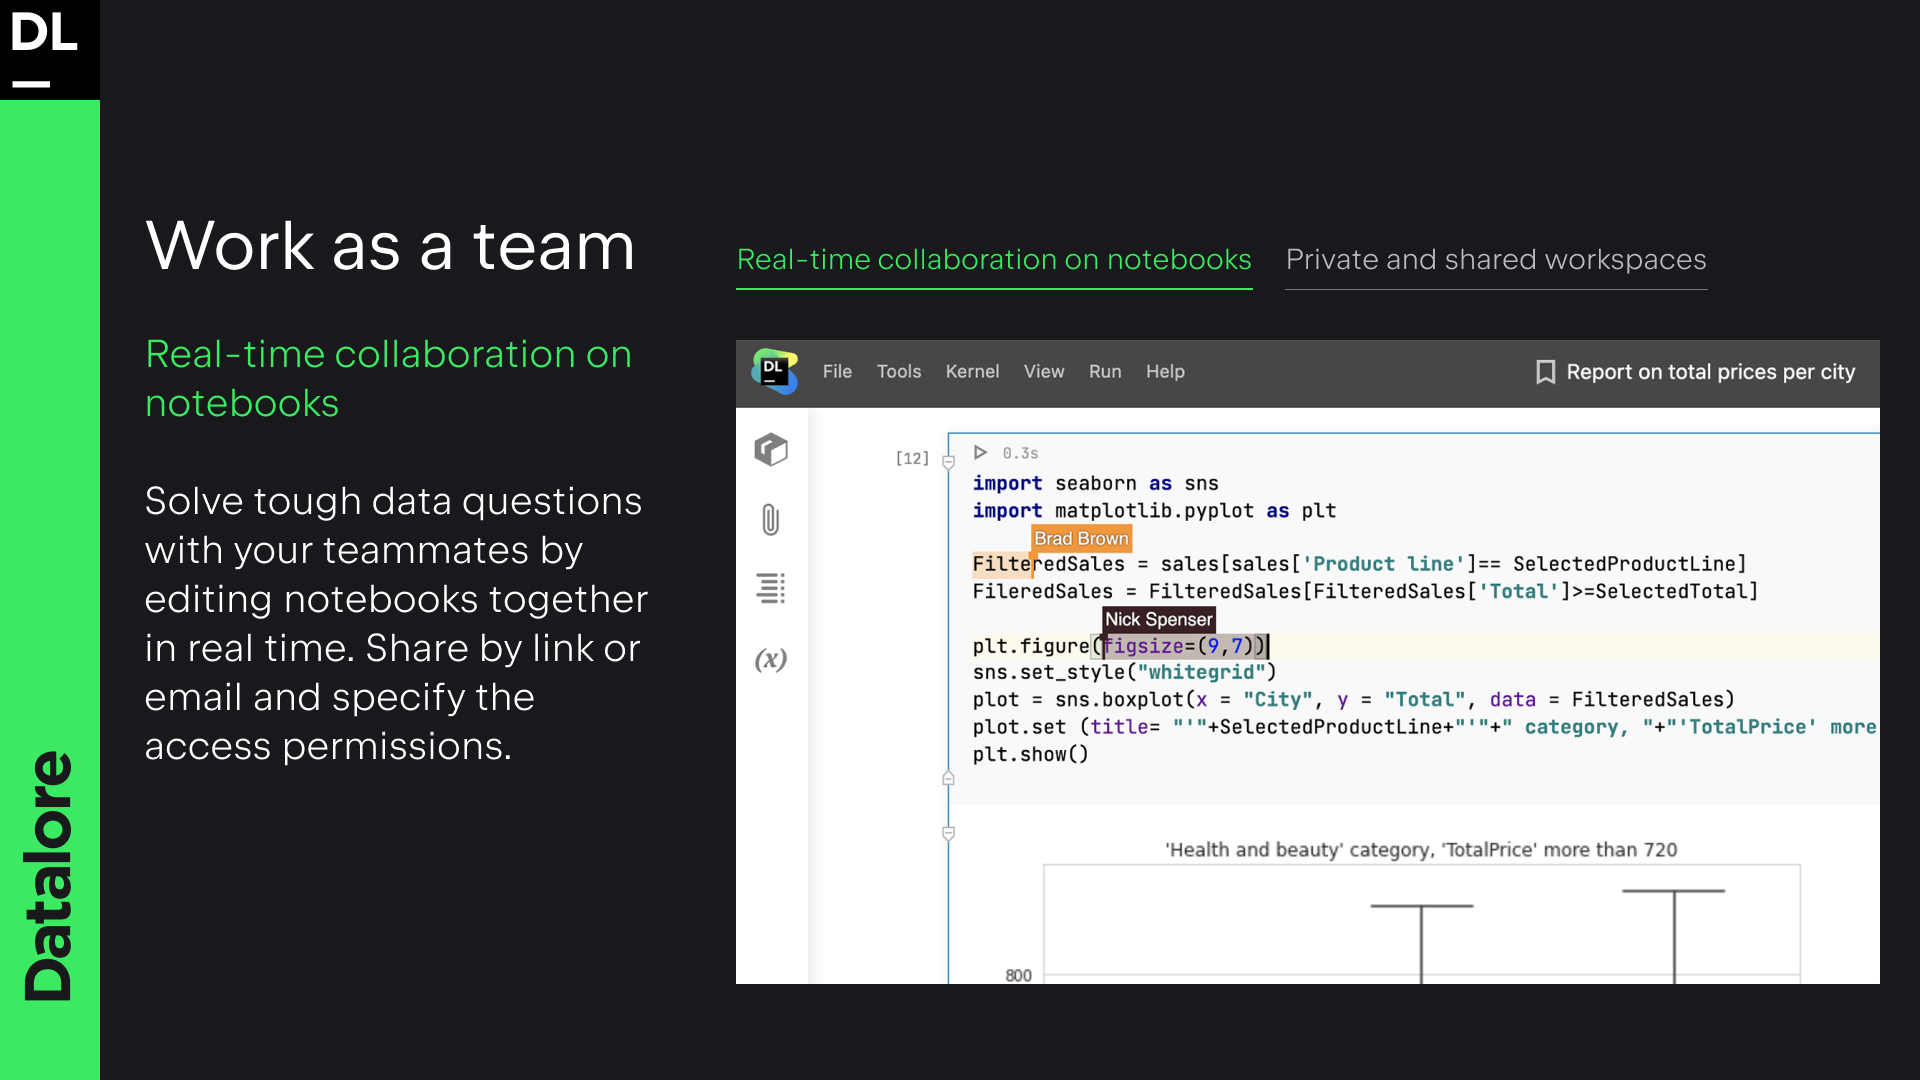 DL
Datalore
Work as a team
Real-time collaboration on
notebooks
Solve tough data questions
with your teammates by
editing notebooks together
in real time. Share by link or
email and specify the
access permissions.
Real-time collaboration on notebooks
Private and shared workspaces
DL
File Tools Kernel View Run Help
Report on total prices per city
(x)
[12]
0.3s
import seaborn as sns
import matplotlib.pyplot as plt
Brad Brown
FilteredSales = sales[sales['Product line']== SelectedProductLine]
FileredSales = FilteredSales[FilteredSales['Total']>=SelectedTotal]
Nick Spenser
plt.figure(figsize=(9,7))
sns.set_style("whitegrid")
plot = sns.boxplot(x = "City", y = "Total", data = FilteredSales)
plot.set (title= "'"+SelectedProductLine+"'"+" category, "+"'TotalPrice' more
plt.show()
'Health and beauty' category, 'TotalPrice' more than 720
800